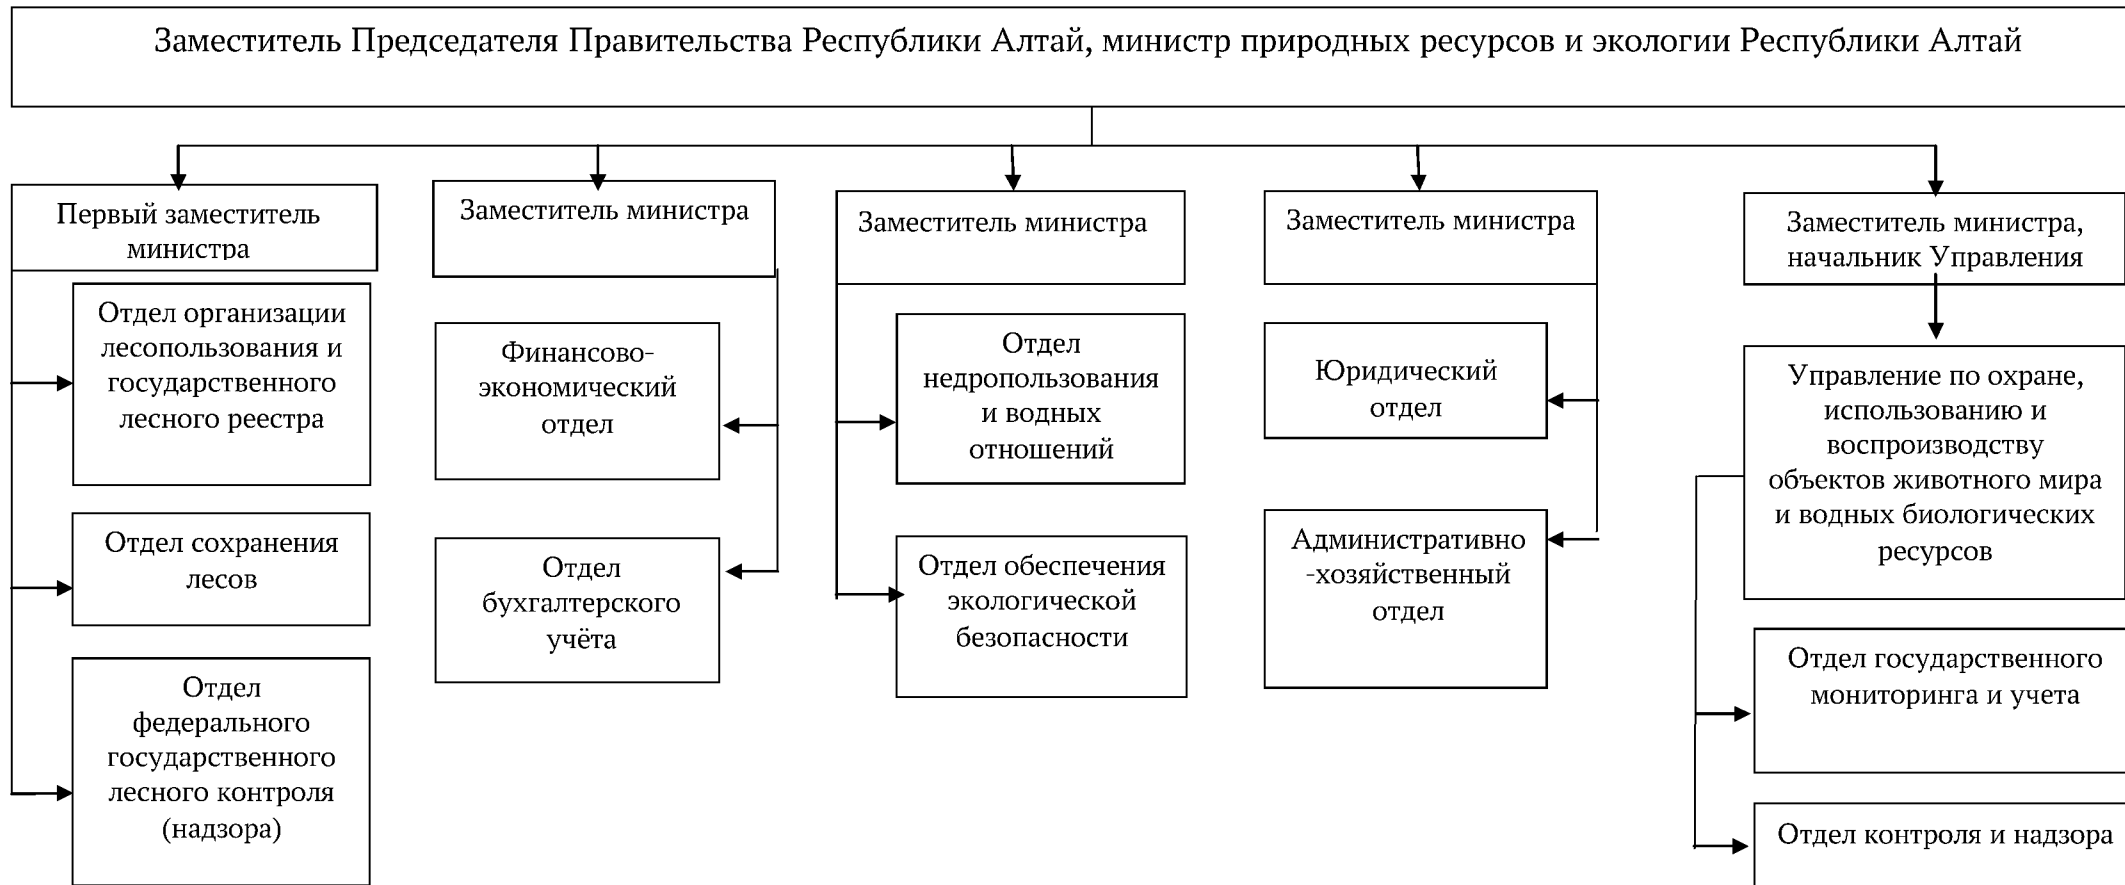 Заместитель Председателя Правительства Республики Алтай, министр природных ресурсов и экологии Республики Алтай
Первый заместитель
министра
Отдел организации
лесопользования и
государственного
лесного реестра
Отдел сохранения
лесов
Отдел
федерального
государственного
лесного контроля
(надзора)
Заместитель министра
Финансово-
экономический
отдел
Отдел
бухгалтерского
учёта
Заместитель министра
Отдел
недропользования
и водных
отношений
Отдел обеспечения
экологической
безопасности
Заместитель министра
Юридический
отдел
Административно
-хозяйственный
отдел
Заместитель министра,
начальник Управления
Управление по охране,
использованию и
воспроизводству
объектов животного мира
и водных биологических
ресурсов
Отдел государственного
мониторинга и учета
Отдел контроля и надзора